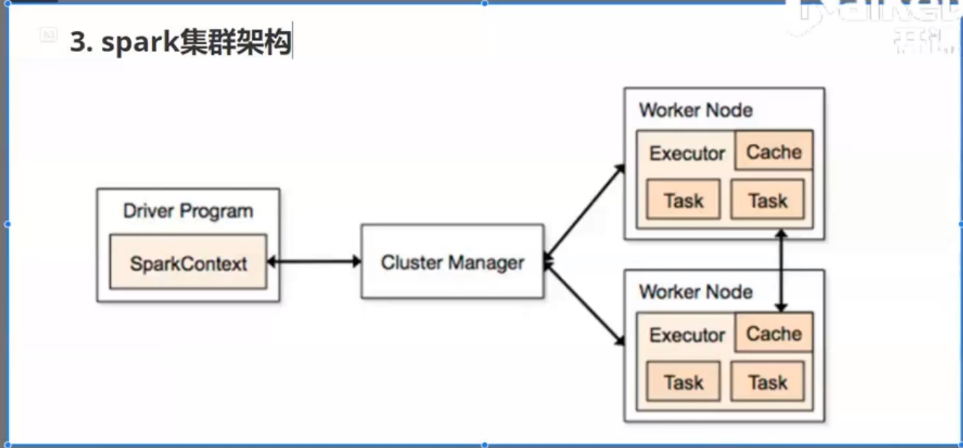 3. spark集群架构
Worker Node
Executor
Cache
Task
Task
Driver Program
SparkContext
Cluster Manager
Worker Node
Executor
Cache
Task
Task